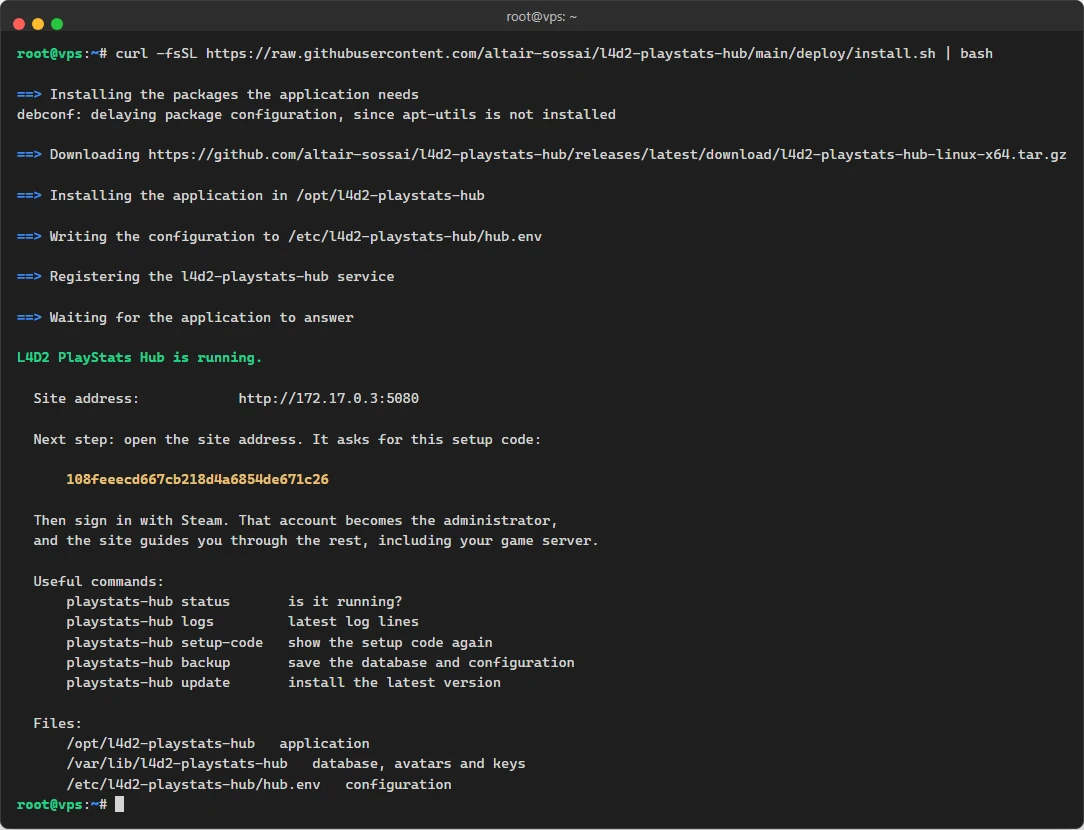 root@vps: ~
root@vps:~# curl -fsSL https://raw.githubusercontent.com/altair-sossai/l4d2-playstats-hub/main/deploy/install.sh | bash
==> Installing the packages the application needs
debconf: delaying package configuration, since apt-utils is not installed
==> Downloading https://github.com/altair-sossai/l4d2-playstats-hub/releases/latest/download/l4d2-playstats-hub-linux-x64.tar.gz
==> Installing the application in /opt/l4d2-playstats-hub
==> Writing the configuration to /etc/l4d2-playstats-hub/hub.env
==> Registering the l4d2-playstats-hub service
==> Waiting for the application to answer
L4D2 PlayStats Hub is running.
Site address: http://172.17.0.3:5080
Next step: open the site address. It asks for this setup code:
108feeecd667cb218d4a6854de671c26
Then sign in with Steam. That account becomes the administrator,
and the site guides you through the rest, including your game server.
Useful commands:
playstats-hub status is it running?
playstats-hub logs latest log lines
playstats-hub setup-code show the setup code again
playstats-hub backup save the database and configuration
playstats-hub update install the latest version
Files:
/opt/l4d2-playstats-hub application
/var/lib/l4d2-playstats-hub database, avatars and keys
/etc/l4d2-playstats-hub/hub.env configuration
root@vps:~#